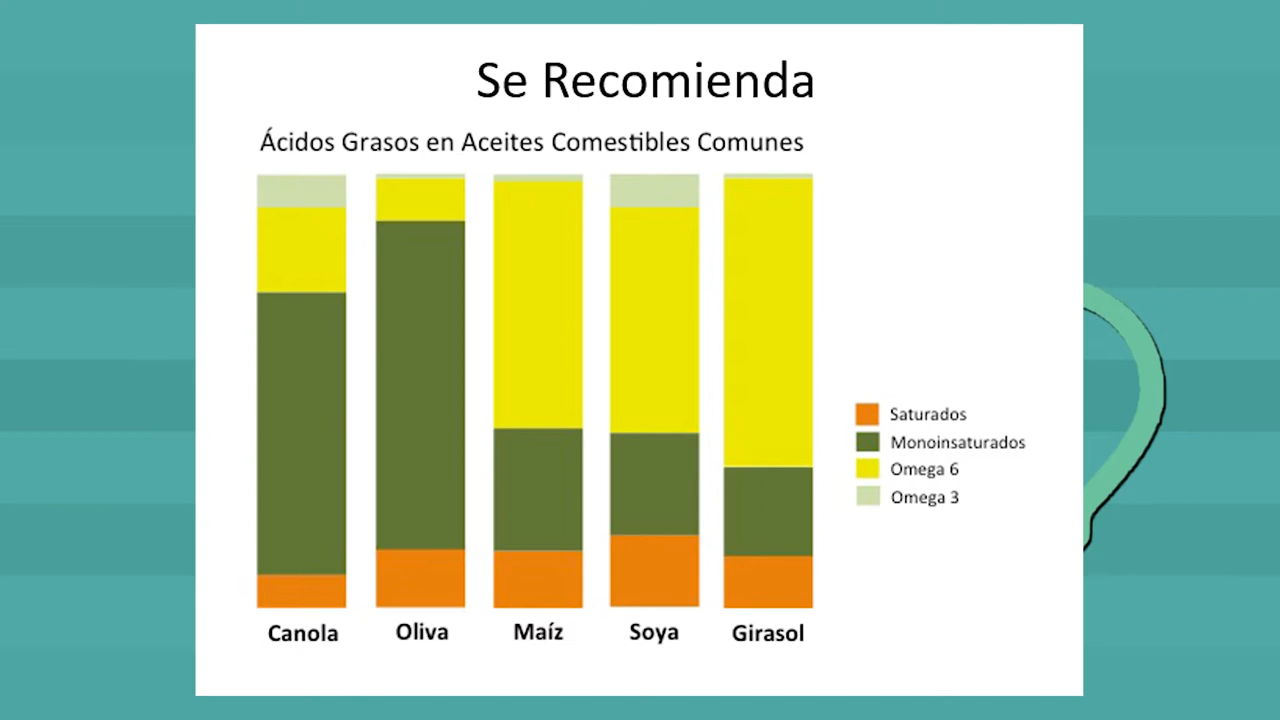 Se Recomienda
Ácidos Grasos en Aceites Comestibles Comunes
Saturados
Monoinsaturados
Omega 6
Omega 3
Canola Oliva Maíz Soya Girasol